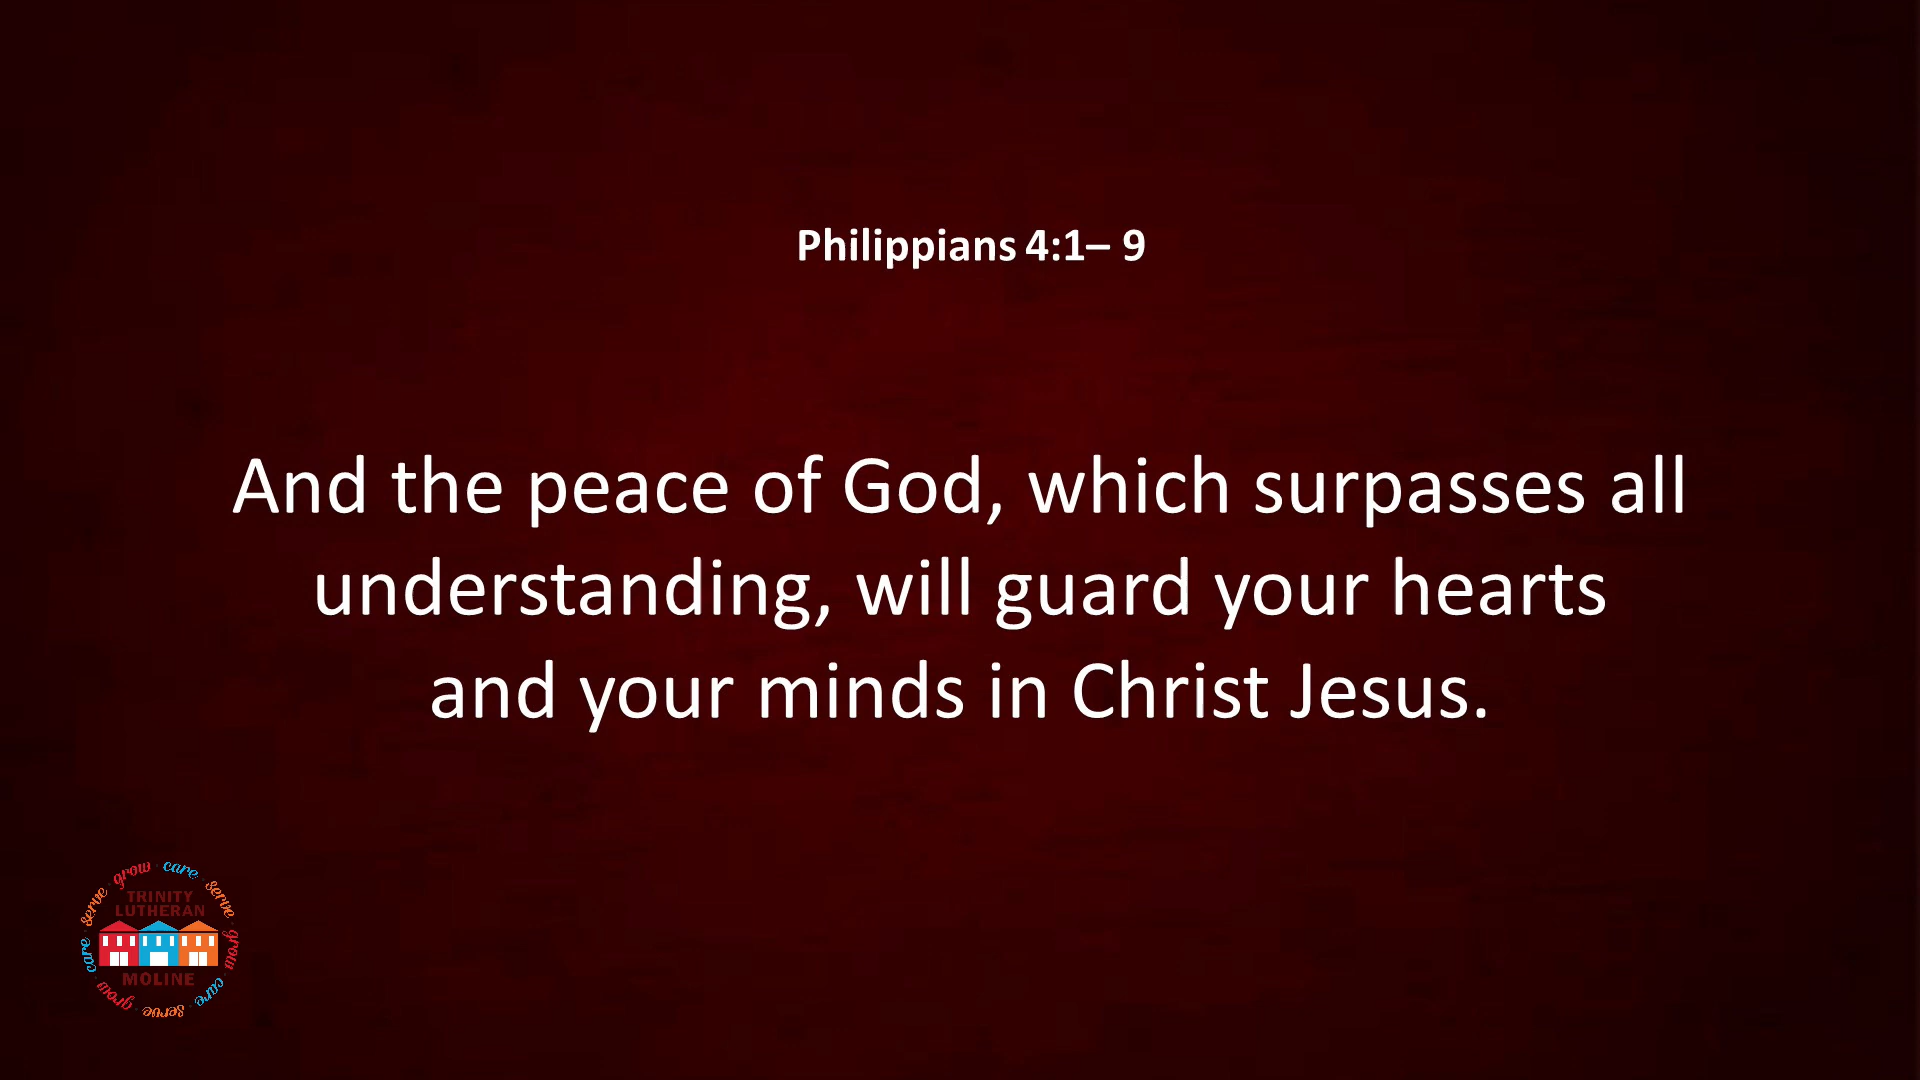 Philippians 4:1– 9
And the peace of God, which surpasses all
understanding, will guard your hearts
and your minds in Christ Jesus.
grow · care · serve · grow · care · serve · grow · care · serve
TRINITY
LUTHERAN
MOLINE